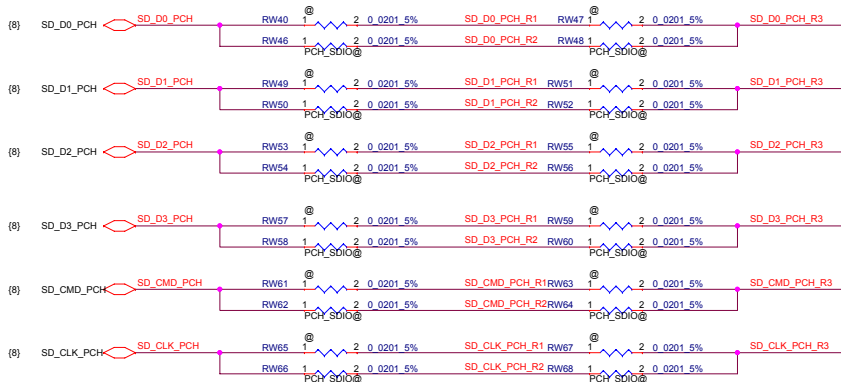 @ @
{8} SD_D0_PCH SD_D0_PCH RW40 1 2 0_0201_5% SD_D0_PCH_R1 RW47 1 2 0_0201_5% SD_D0_PCH_R3
RW46 1 2 0_0201_5% SD_D0_PCH_R2 RW48 1 2 0_0201_5%
PCH_SDIO@ PCH_SDIO@
@ @
{8} SD_D1_PCH SD_D1_PCH RW49 1 2 0_0201_5% SD_D1_PCH_R1 RW51 1 2 0_0201_5% SD_D1_PCH_R3
RW50 1 2 0_0201_5% SD_D1_PCH_R2 RW52 1 2 0_0201_5%
PCH_SDIO@ PCH_SDIO@
@ @
{8} SD_D2_PCH SD_D2_PCH RW53 1 2 0_0201_5% SD_D2_PCH_R1 RW55 1 2 0_0201_5% SD_D2_PCH_R3
RW54 1 2 0_0201_5% SD_D2_PCH_R2 RW56 1 2 0_0201_5%
PCH_SDIO@ PCH_SDIO@
@ @
{8} SD_D3_PCH SD_D3_PCH RW57 1 2 0_0201_5% SD_D3_PCH_R1 RW59 1 2 0_0201_5% SD_D3_PCH_R3
RW58 1 2 0_0201_5% SD_D3_PCH_R2 RW60 1 2 0_0201_5%
PCH_SDIO@ PCH_SDIO@
@ @
{8} SD_CMD_PCH SD_CMD_PCH RW61 1 2 0_0201_5% SD_CMD_PCH_R1 RW63 1 2 0_0201_5% SD_CMD_PCH_R3
RW62 1 2 0_0201_5% SD_CMD_PCH_R2 RW64 1 2 0_0201_5%
PCH_SDIO@ PCH_SDIO@
@ @
{8} SD_CLK_PCH SD_CLK_PCH RW65 1 2 0_0201_5% SD_CLK_PCH_R1 RW67 1 2 0_0201_5% SD_CLK_PCH_R3
RW66 1 2 0_0201_5% SD_CLK_PCH_R2 RW68 1 2 0_0201_5%
PCH_SDIO@ PCH_SDIO@